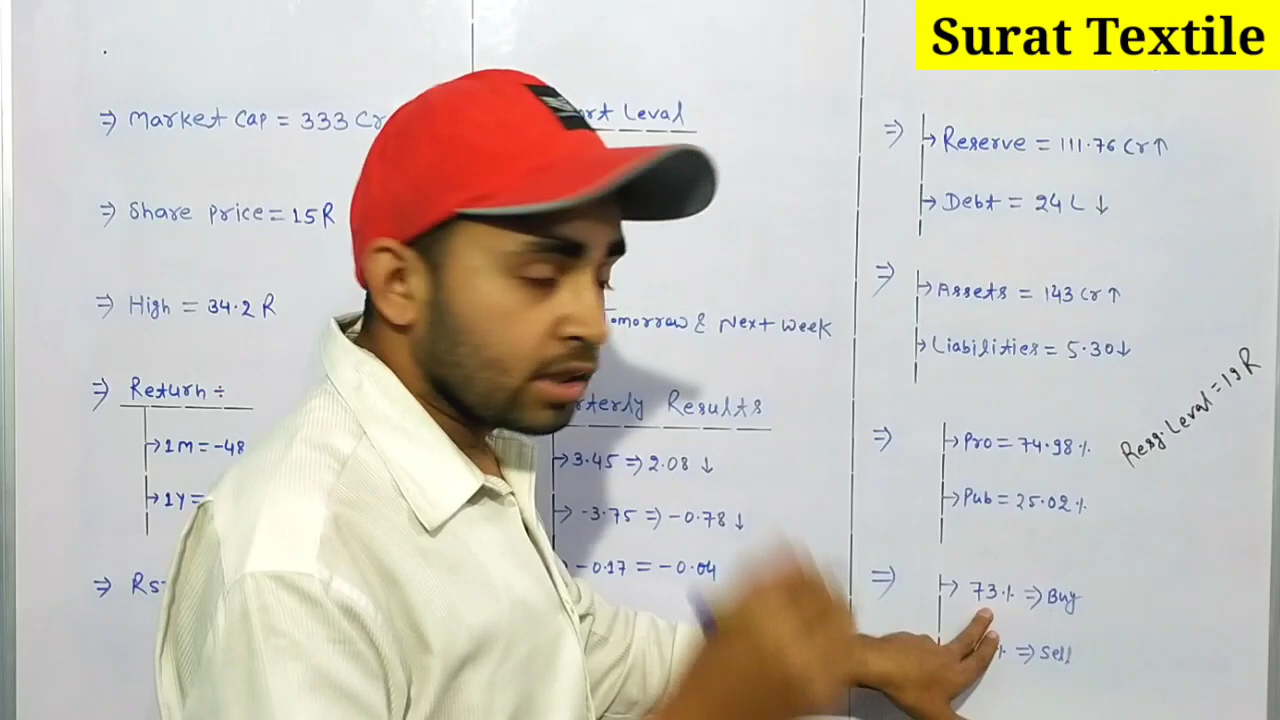 Surat Textile
⇒ Market Cap = 333 Cr
⇒ Share price = 15 R
⇒ High = 34.2 R
⇒ Return ÷
→ 1M = -48
→ 1Y =
⇒ Rs
Leval
Tomorrow & Next Week
Results
→ 3.45 ⇒ 2.08 ↓
→ -3.75 ⇒ -0.78 ↓
-0.17 = -0.04
⇒ → Reserve = 111.76 Cr ↑
→ Debt = 24 L ↓
⇒ → Assets = 143 Cr ↑
→ Liabilities = 5.30 ↓
⇒ → Pro = 74.98 %
→ Pub = 25.02 %
Resg. Leval = 19 R
⇒ → 73 % ⇒ Buy
% ⇒ Sell